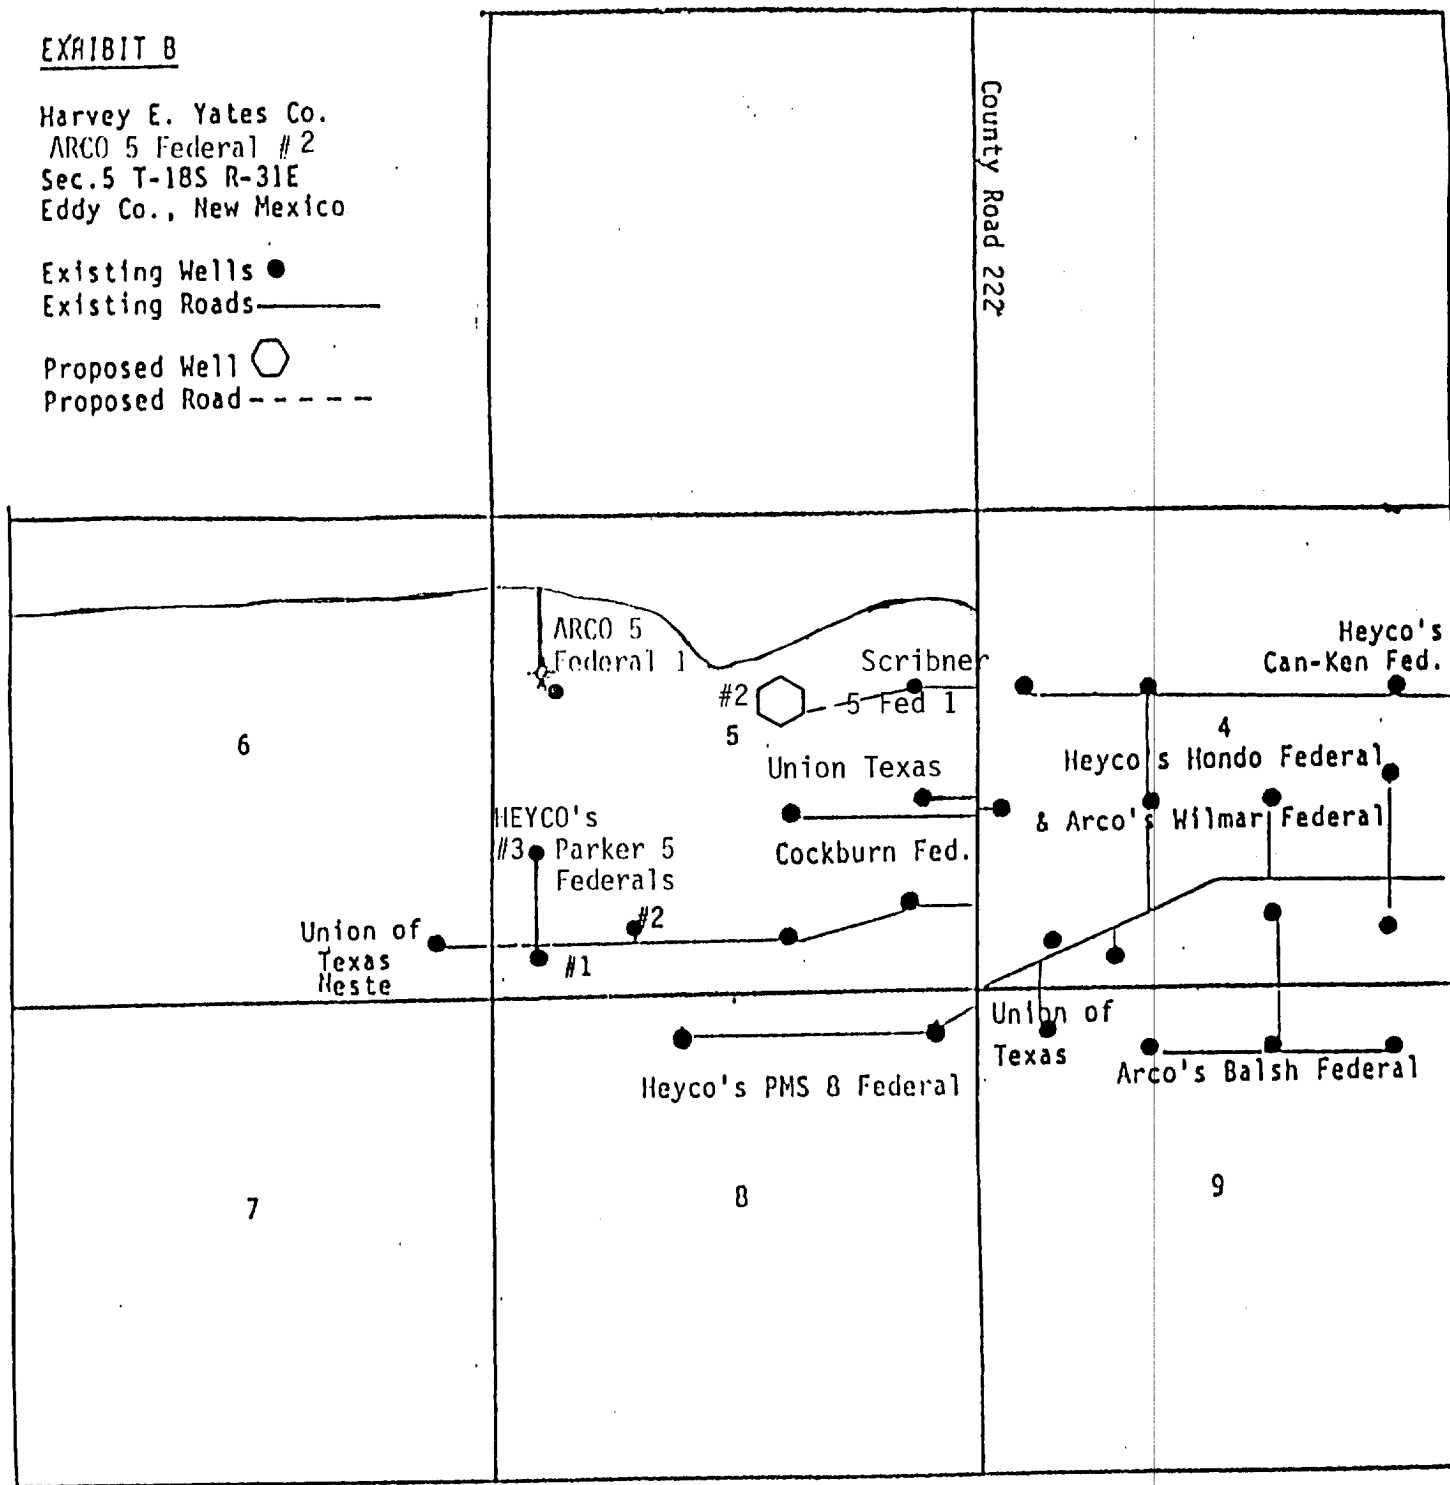 EXHIBIT B
Harvey E. Yates Co.
ARCO 5 Federal #2
Sec.5 T-18S R-31E
Eddy Co., New Mexico
Existing Wells
Existing Roads
Proposed Well
Proposed Road
County Road 222
ARCO 5
Federal 1
Scribner
5 Fed 1
#2
5
6
Heyco's
Can-Ken Fed.
4
Union Texas
Heyco's Hondo Federal
& Arco's Wilmar Federal
HEYCO's
#3 Parker 5
Federals
Cockburn Fed.
#2
#1
Union of
Texas
Neste
Union of
Texas
Heyco's PMS 8 Federal
Arco's Balsh Federal
7
8
9